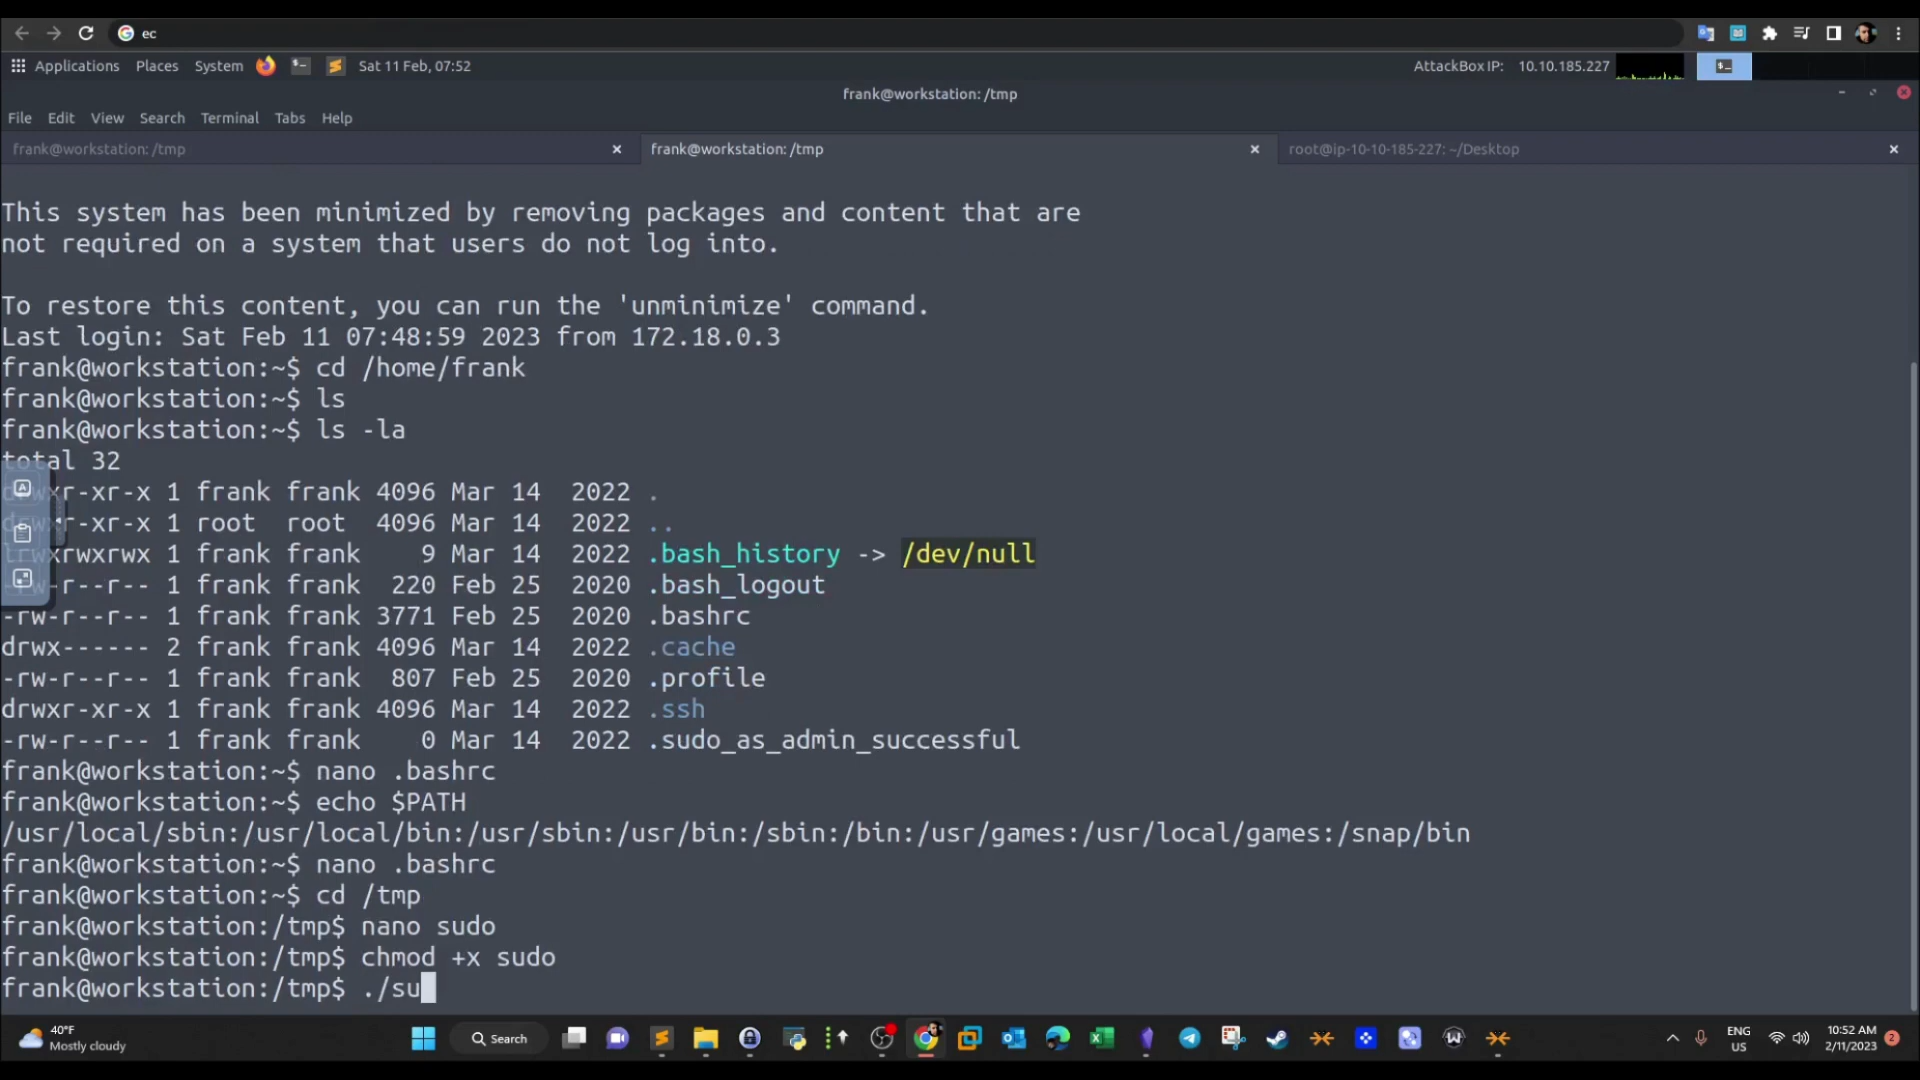 ec
Applications Places System Sat 11 Feb, 07:52 AttackBox IP: 10.10.185.227
frank@workstation: /tmp
File Edit View Search Terminal Tabs Help
frank@workstation: /tmp frank@workstation: /tmp root@ip-10-10-185-227: ~/Desktop
This system has been minimized by removing packages and content that are
not required on a system that users do not log into.
To restore this content, you can run the 'unminimize' command.
Last login: Sat Feb 11 07:48:59 2023 from 172.18.0.3
frank@workstation:~$ cd /home/frank
frank@workstation:~$ ls
frank@workstation:~$ ls -la
total 32
drwxr-xr-x 1 frank frank 4096 Mar 14 2022 .
drwxr-xr-x 1 root root 4096 Mar 14 2022 ..
lrwxrwxrwx 1 frank frank 9 Mar 14 2022 .bash_history -> /dev/null
-rw-r--r-- 1 frank frank 220 Feb 25 2020 .bash_logout
-rw-r--r-- 1 frank frank 3771 Feb 25 2020 .bashrc
drwx------ 2 frank frank 4096 Mar 14 2022 .cache
-rw-r--r-- 1 frank frank 807 Feb 25 2020 .profile
drwxr-xr-x 1 frank frank 4096 Mar 14 2022 .ssh
-rw-r--r-- 1 frank frank 0 Mar 14 2022 .sudo_as_admin_successful
frank@workstation:~$ nano .bashrc
frank@workstation:~$ echo $PATH
/usr/local/sbin:/usr/local/bin:/usr/sbin:/usr/bin:/sbin:/bin:/usr/games:/usr/local/games:/snap/bin
frank@workstation:~$ nano .bashrc
frank@workstation:~$ cd /tmp
frank@workstation:/tmp$ nano sudo
frank@workstation:/tmp$ chmod +x sudo
frank@workstation:/tmp$ ./su
40°F
Mostly cloudy
Search
ENG
US
10:52 AM
2/11/2023
2